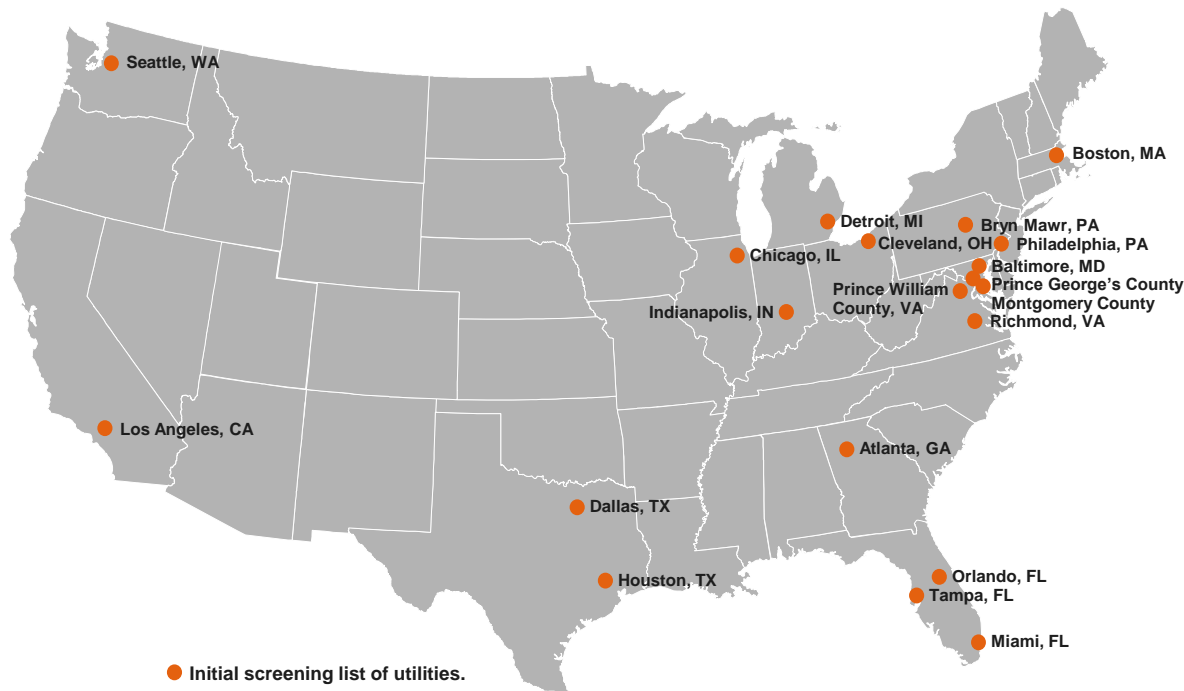 Seattle, WA
Boston, MA
Detroit, MI
Bryn Mawr, PA
Cleveland, OH
Philadelphia, PA
Chicago, IL
Baltimore, MD
Prince William
County, VA
Prince George’s County
Montgomery County
Indianapolis, IN
Richmond, VA
Los Angeles, CA
Atlanta, GA
Dallas, TX
Houston, TX
Orlando, FL
Tampa, FL
Miami, FL
Initial screening list of utilities.